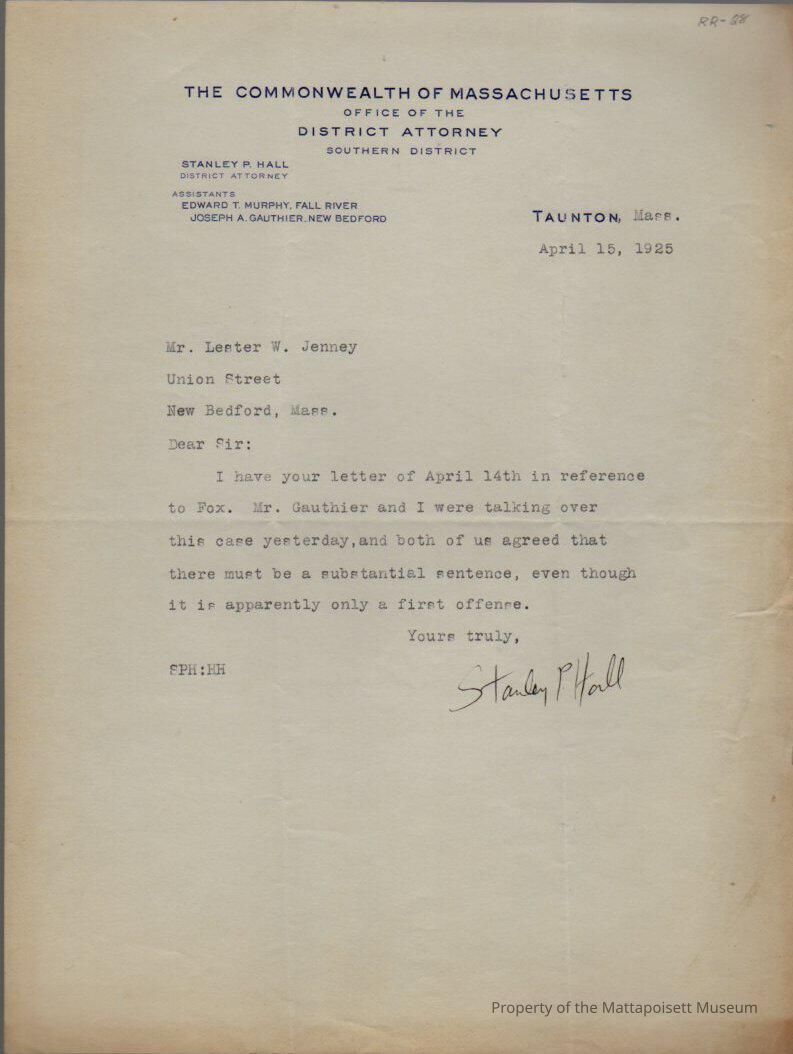 RR-28
THE COMMONWEALTH OF MASSACHUSETTS
OFFICE OF THE
DISTRICT ATTORNEY
SOUTHERN DISTRICT
STANLEY P. HALL
DISTRICT ATTORNEY
ASSISTANTS
EDWARD T. MURPHY, FALL RIVER
JOSEPH A. GAUTHIER, NEW BEDFORD
TAUNTON, Mass.
April 15, 1925
Mr. Lester W. Jenney
Union Street
New Bedford, Mass.
Dear Sir:
I have your letter of April 14th in reference
to Fox. Mr. Gauthier and I were talking over
this case yesterday,and both of us agreed that
there must be a substantial sentence, even though
it is apparently only a first offense.
Yours truly,
SPH:HH
Stanley P. Hall
Property of the Mattapoisett Museum